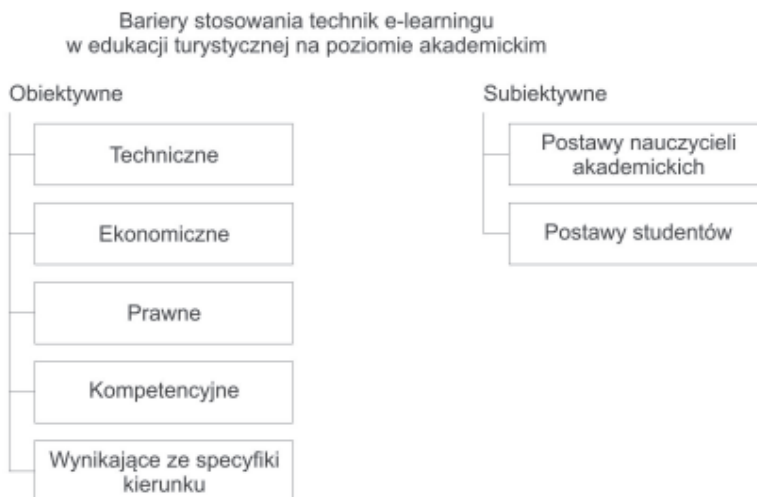 Bariery stosowania technik e-learningu
w edukacji turystycznej na poziomie akademickim
Obiektywne
Techniczne
Ekonomiczne
Prawne
Kompetencyjne
Wynikające ze specyfiki
kierunku
Subiektywne
Postawy nauczycieli
akademickich
Postawy studentów